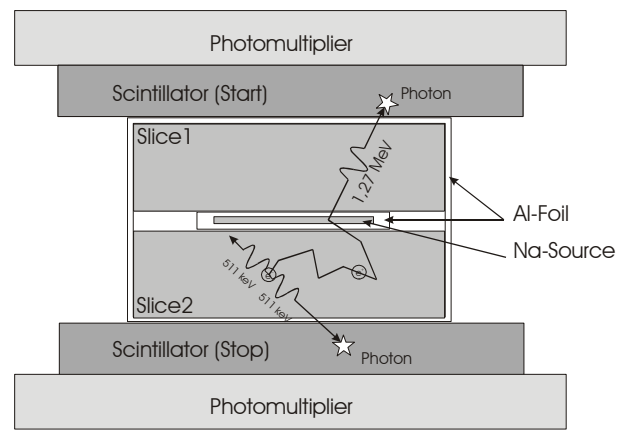 Photomultiplier
Scintillator (Start)
Photon
Slice1
1,27 MeV
Al-Foil
Na-Source
511 keV
511 keV
Slice2
Scintillator (Stop)
Photon
Photomultiplier